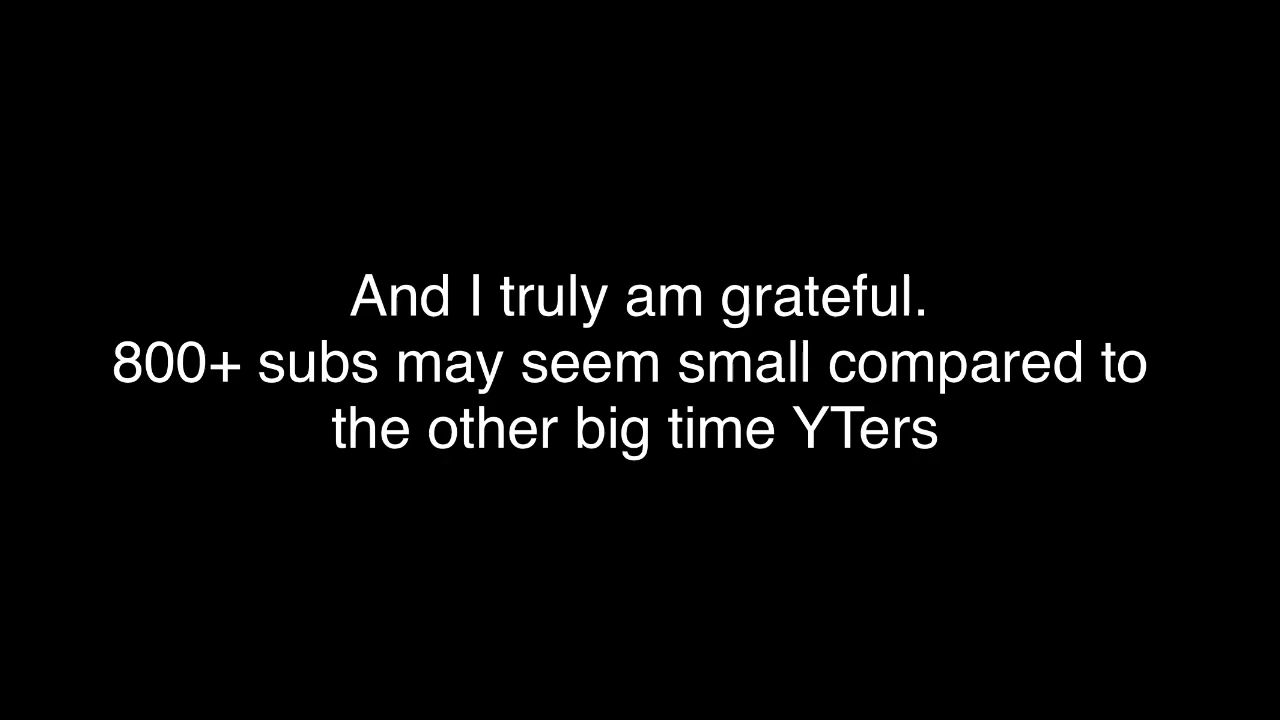 And I truly am grateful.
800+ subs may seem small compared to
the other big time YTers